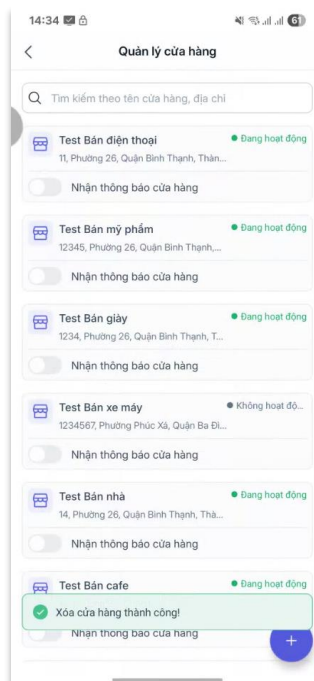 14:34
61
Quản lý cửa hàng
Tìm kiếm theo tên cửa hàng, địa chỉ
Test Bán điện thoại
Đang hoạt động
11, Phường 26, Quận Bình Thạnh, Thàn...
Nhận thông báo cửa hàng
Test Bán mỹ phẩm
Đang hoạt động
12345, Phường 26, Quận Bình Thạnh,...
Nhận thông báo cửa hàng
Test Bán giày
Đang hoạt động
1234, Phường 26, Quận Bình Thạnh, T...
Nhận thông báo cửa hàng
Test Bán xe máy
Không hoạt độ...
1234567, Phường Phúc Xá, Quận Ba Đì...
Nhận thông báo cửa hàng
Test Bán nhà
Đang hoạt động
14, Phường 26, Quận Bình Thạnh, Thà...
Nhận thông báo cửa hàng
Test Bán cafe
Đang hoạt động
Xóa cửa hàng thành công!
Nhận thông báo cửa hàng